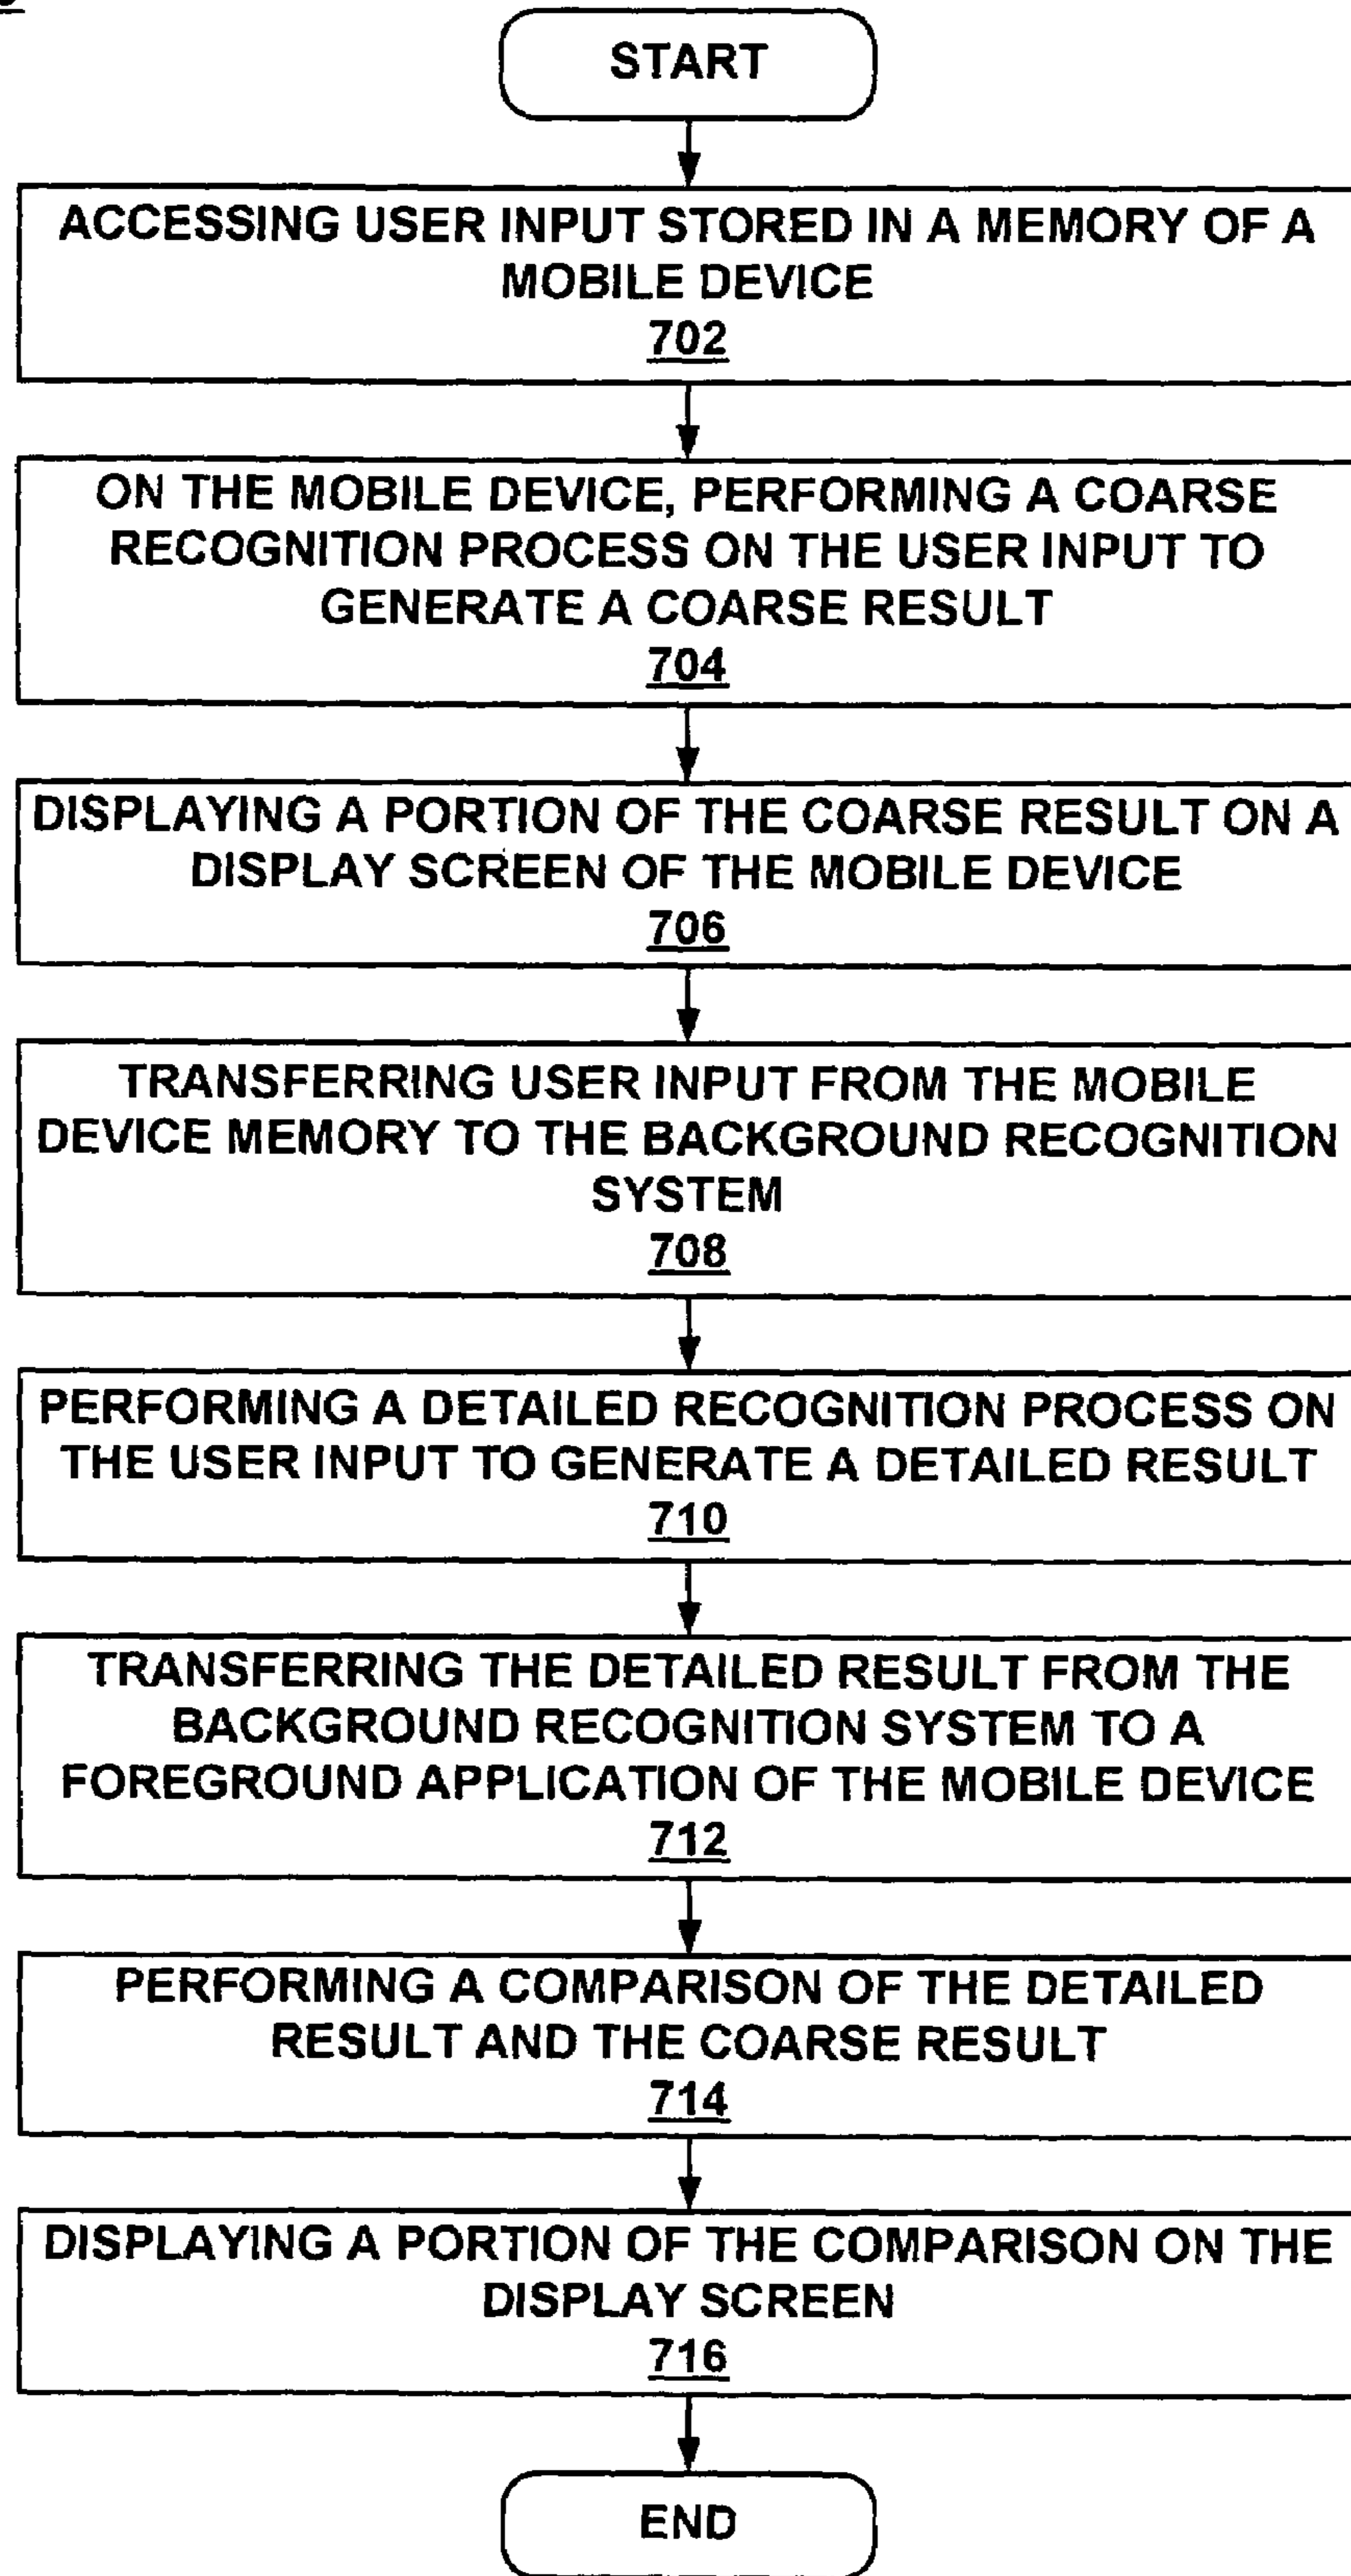 START
ACCESSING USER INPUT STORED IN A MEMORY OF A
MOBILE DEVICE
702
ON THE MOBILE DEVICE, PERFORMING A COARSE
RECOGNITION PROCESS ON THE USER INPUT TO
GENERATE A COARSE RESULT
704
DISPLAYING A PORTION OF THE COARSE RESULT ON A
DISPLAY SCREEN OF THE MOBILE DEVICE
706
TRANSFERRING USER INPUT FROM THE MOBILE
DEVICE MEMORY TO THE BACKGROUND RECOGNITION
SYSTEM
708
PERFORMING A DETAILED RECOGNITION PROCESS ON
THE USER INPUT TO GENERATE A DETAILED RESULT
710
TRANSFERRING THE DETAILED RESULT FROM THE
BACKGROUND RECOGNITION SYSTEM TO A
FOREGROUND APPLICATION OF THE MOBILE DEVICE
712
PERFORMING A COMPARISON OF THE DETAILED
RESULT AND THE COARSE RESULT
714
DISPLAYING A PORTION OF THE COMPARISON ON THE
DISPLAY SCREEN
716
END